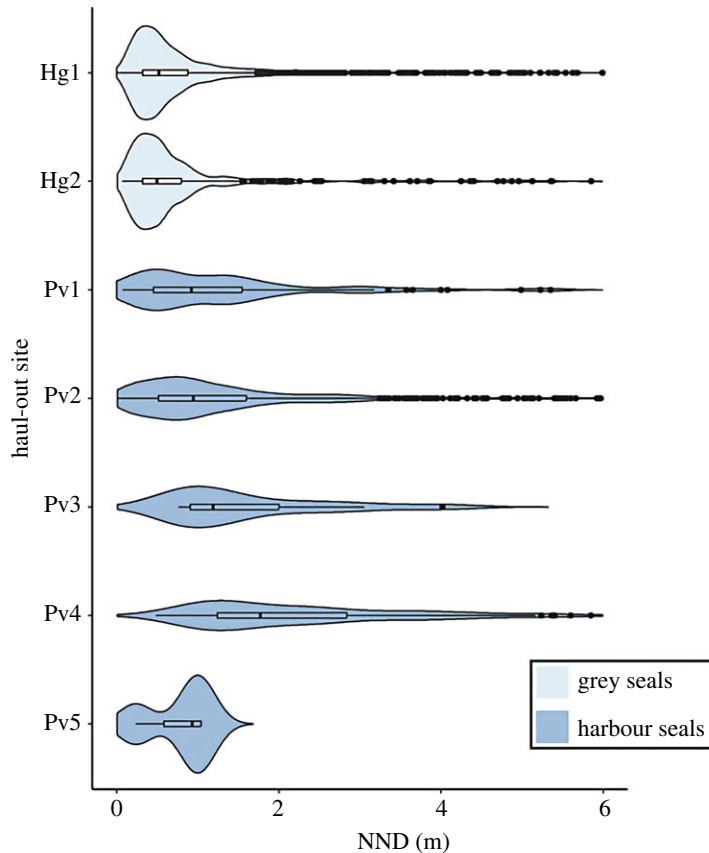 Hg1
Hg2
Pv1
Pv2
Pv3
Pv4
Pv5
haul-out site
grey seals
harbour seals
0 2 4 6
NND (m)